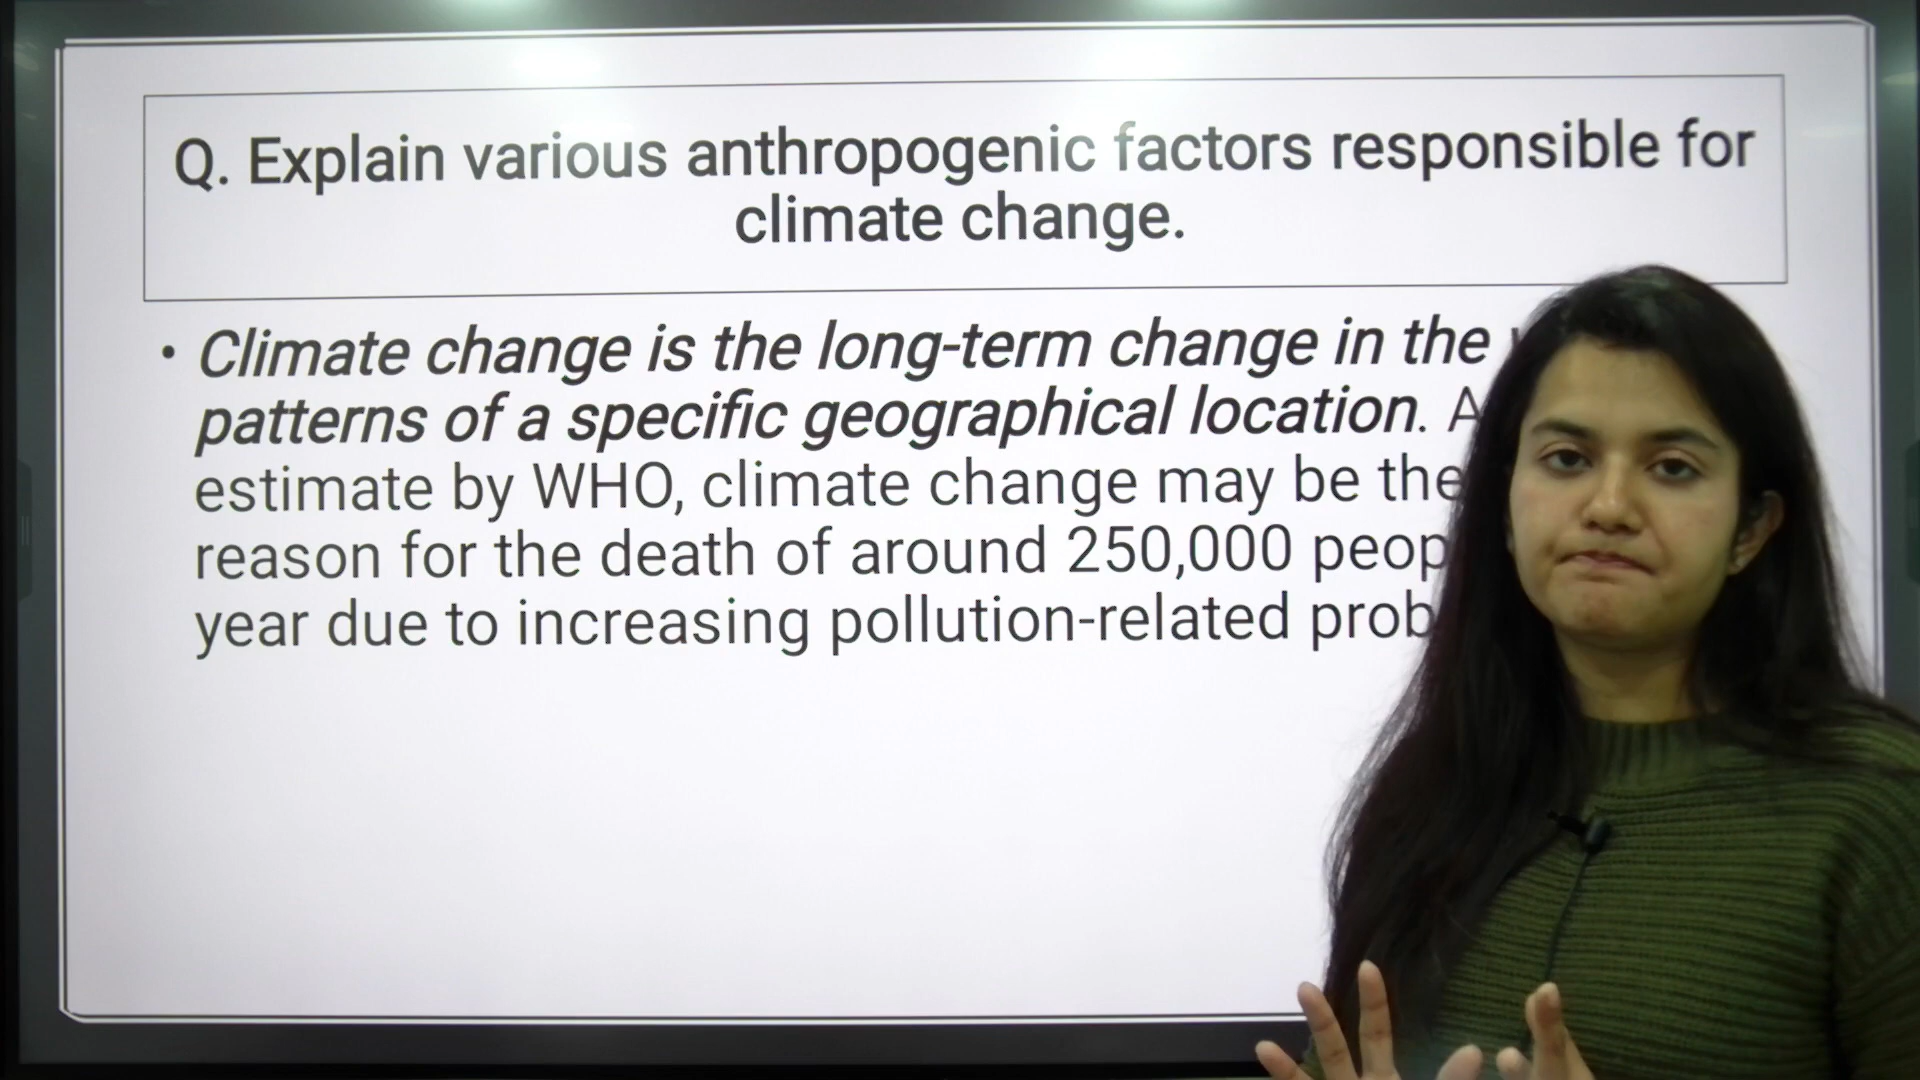 Q. Explain various anthropogenic factors responsible for
climate change.
• Climate change is the long-term change in the
patterns of a specific geographical location.
estimate by WHO, climate change may be the
reason for the death of around 250,000
year due to increasing pollution-related